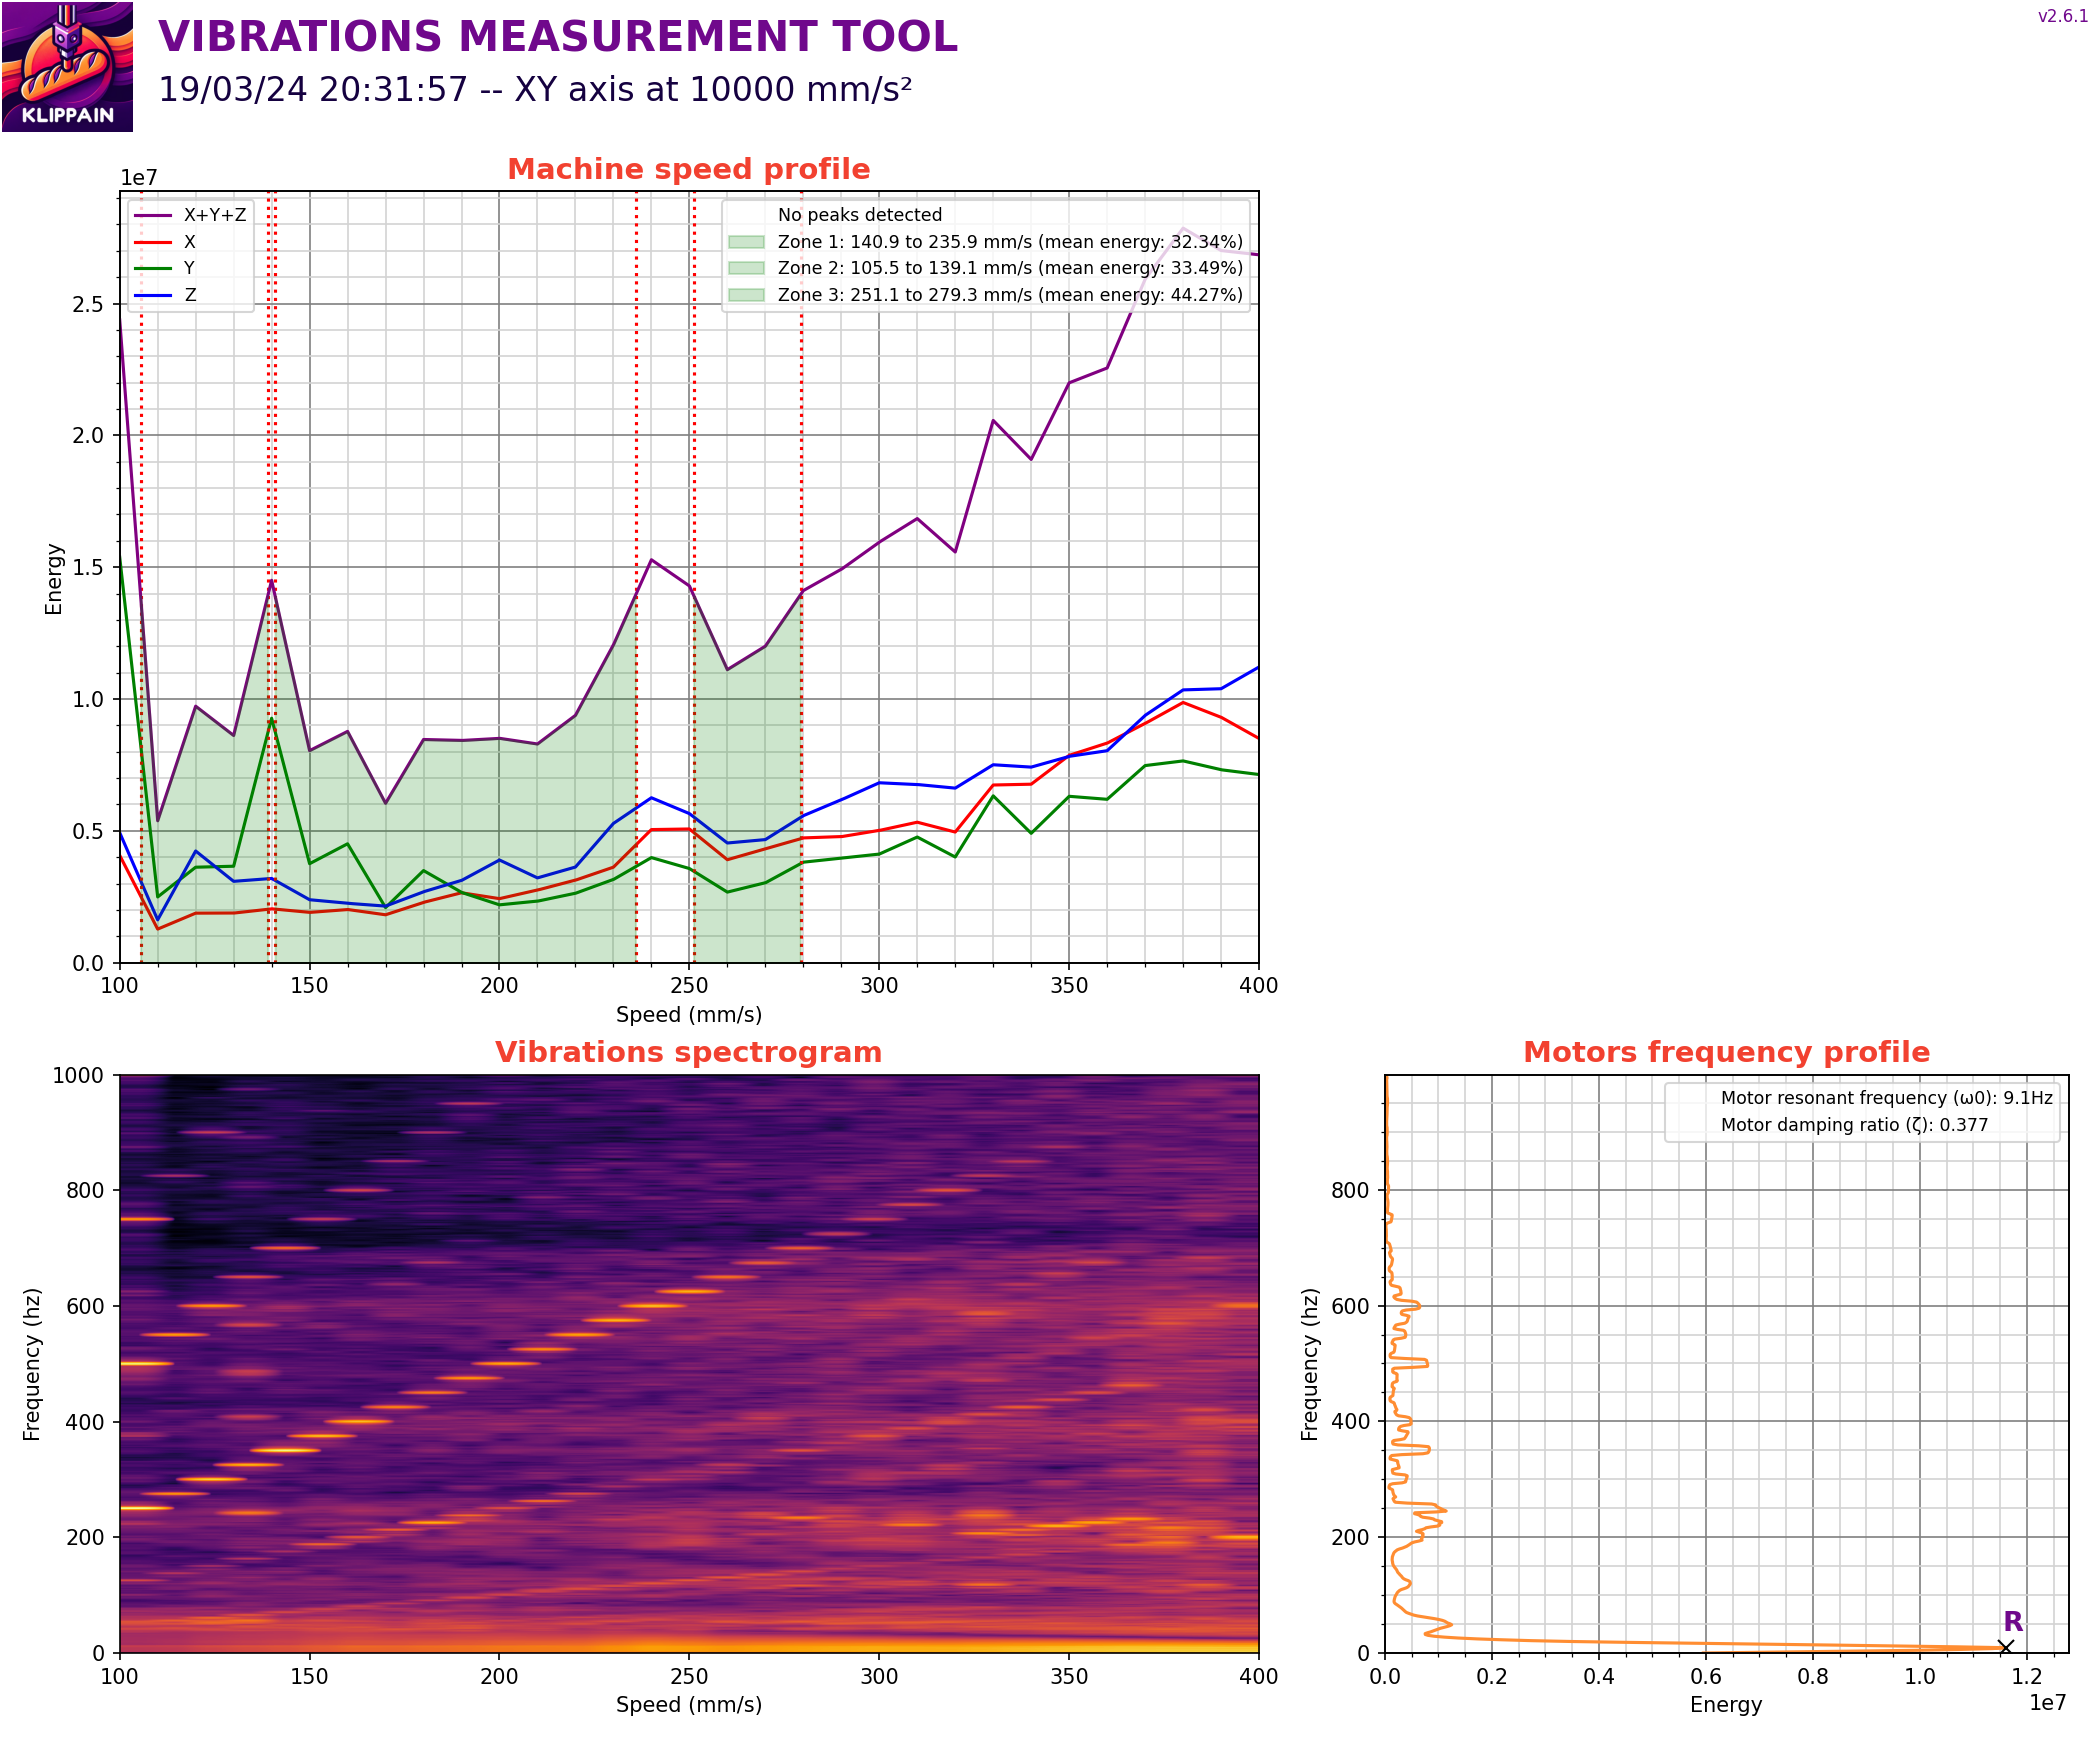 KLIPPAIN
VIBRATIONS MEASUREMENT TOOL
19/03/24 20:31:57 -- XY axis at 10000 mm/s²
v2.6.1
Machine speed profile
1e7
X+Y+Z
X
Y
Z
No peaks detected
Zone 1: 140.9 to 235.9 mm/s (mean energy: 32.34%)
Zone 2: 105.5 to 139.1 mm/s (mean energy: 33.49%)
Zone 3: 251.1 to 279.3 mm/s (mean energy: 44.27%)
Energy
2.5
2.0
1.5
1.0
0.5
0.0
100 150 200 250 300 350 400
Speed (mm/s)
Vibrations spectrogram
Frequency (hz)
1000
800
600
400
200
0
100 150 200 250 300 350 400
Speed (mm/s)
Motors frequency profile
Motor resonant frequency (ω0): 9.1Hz
Motor damping ratio (ζ): 0.377
Frequency (hz)
800
600
400
200
0
R
0.0 0.2 0.4 0.6 0.8 1.0 1.2
Energy
1e7